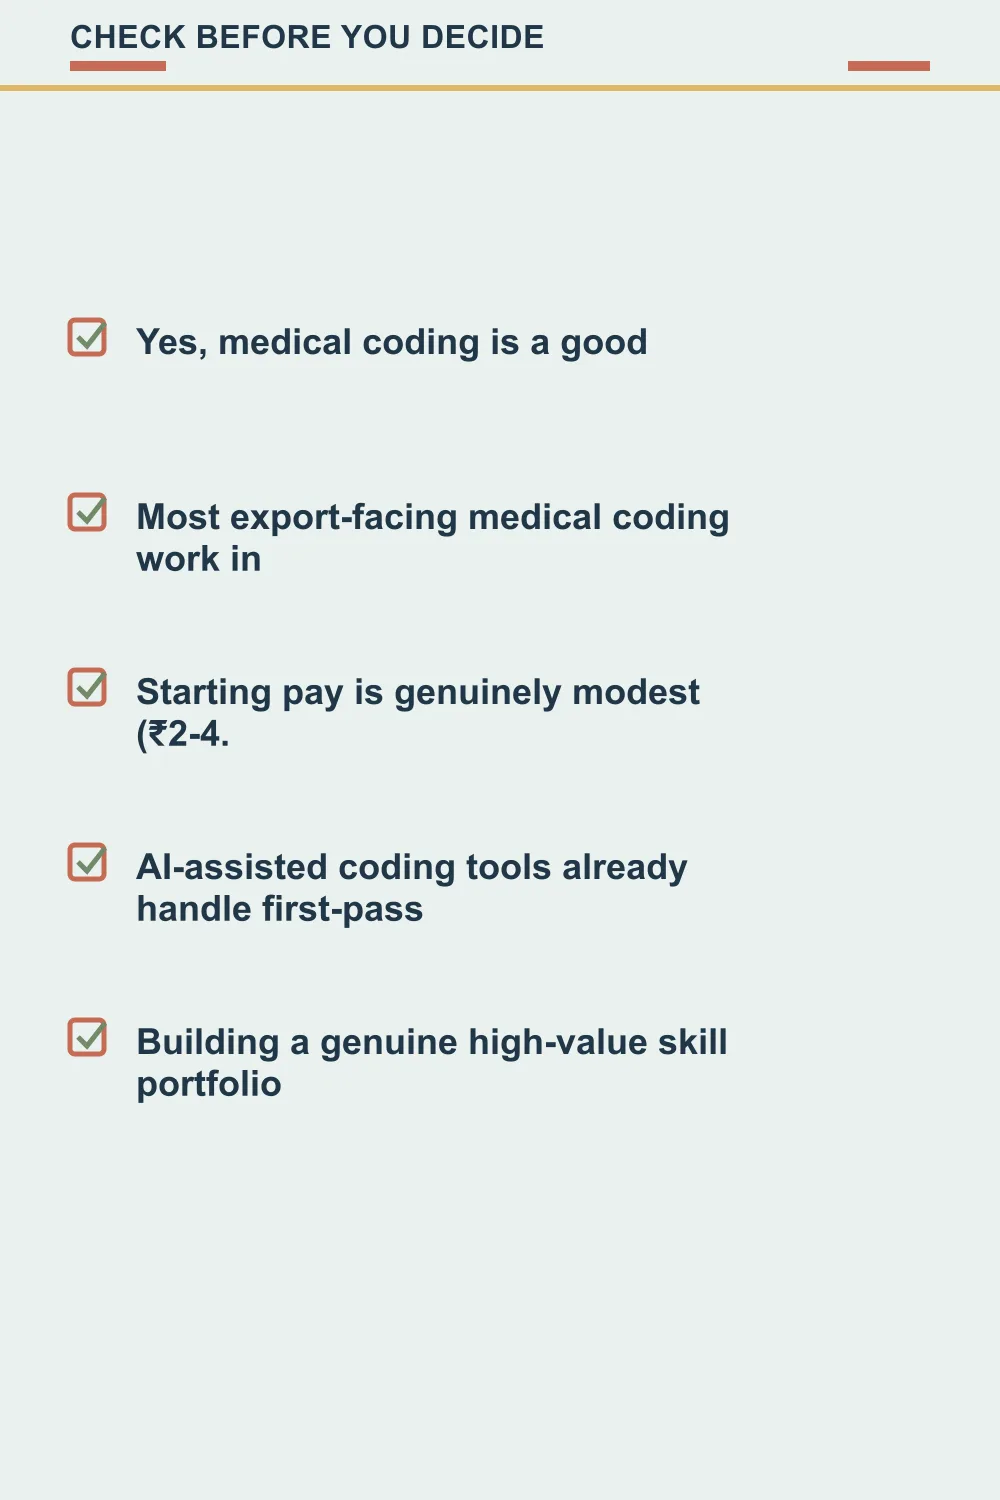 CHECK BEFORE YOU DECIDE
Yes, medical coding is a good
Most export-facing medical coding
work in
Starting pay is genuinely modest
(₹2-4.
AI-assisted coding tools already
handle first-pass
Building a genuine high-value skill
portfolio